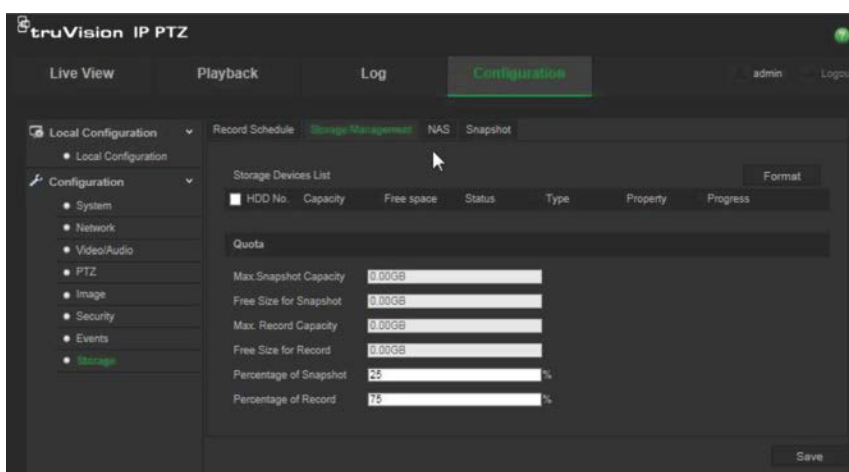 truVision IP PTZ
?
Live View Playback Log Configuration admin Logou
Local Configuration
Local Configuration
Configuration
System
Network
Video/Audio
PTZ
Image
Security
Events
Storage
Record Schedule Storage Management NAS Snapshot
Storage Devices List Format
HDD No. Capacity Free space Status Type Property Progress
Quota
Max.Snapshot Capacity 0.00GB
Free Size for Snapshot 0.00GB
Max. Record Capacity 0.00GB
Free Size for Record 0.00GB
Percentage of Snapshot 25 %
Percentage of Record 75 %
Save